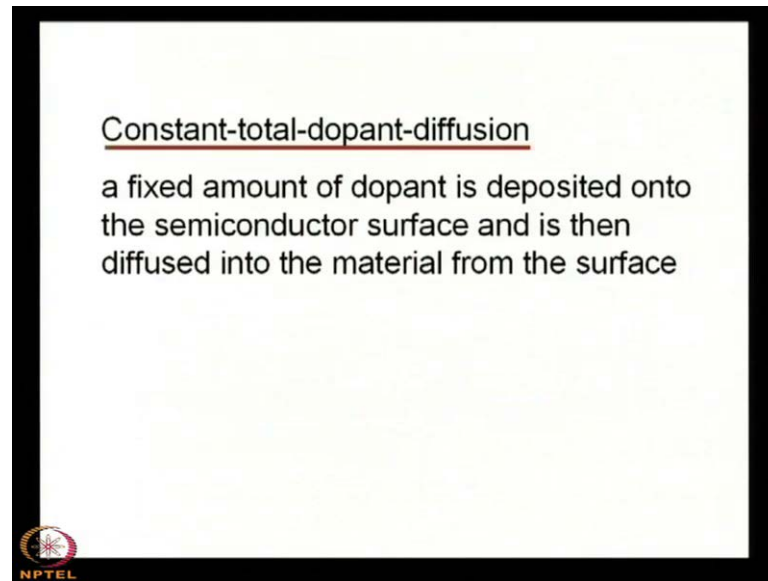 Constant-total-dopant-diffusion
a fixed amount of dopant is deposited onto
the semiconductor surface and is then
diffused into the material from the surface
NPTEL